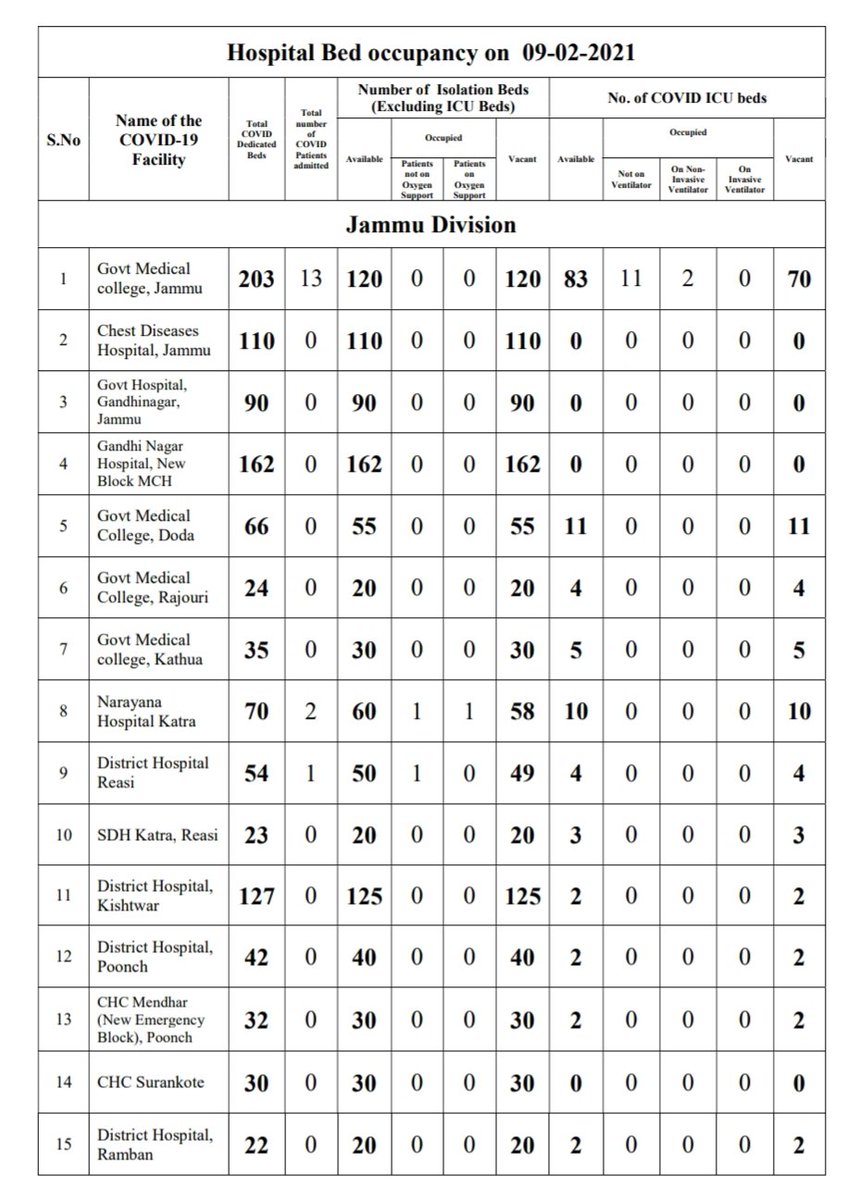 Hospital Bed occupancy on 09-02-2021
S.No
Name of the
COVID-19
Facility
Total
COVID
Dedicated
Beds
Total
number
of
COVID
Patients
admitted
Number of Isolation Beds
(Excluding ICU Beds)
Available
Occupied
Patients
not on
Oxygen
Support
Patients
on
Oxygen
Support
Vacant
No. of COVID ICU beds
Available
Occupied
Not on
Ventilator
On Non-
Invasive
Ventilator
On
Invasive
Ventilator
Vacant
Jammu Division
1 Govt Medical
college, Jammu 203 13 120 0 0 120 83 11 2 0 70
2 Chest Diseases
Hospital, Jammu 110 0 110 0 0 110 0 0 0 0 0
3 Govt Hospital,
Gandhinagar,
Jammu 90 0 90 0 0 90 0 0 0 0 0
4 Gandhi Nagar
Hospital, New
Block MCH 162 0 162 0 0 162 0 0 0 0 0
5 Govt Medical
College, Doda 66 0 55 0 0 55 11 0 0 0 11
6 Govt Medical
College, Rajouri 24 0 20 0 0 20 4 0 0 0 4
7 Govt Medical
college, Kathua 35 0 30 0 0 30 5 0 0 0 5
8 Narayana
Hospital Katra 70 2 60 1 1 58 10 0 0 0 10
9 District Hospital
Reasi 54 1 50 1 0 49 4 0 0 0 4
10 SDH Katra, Reasi 23 0 20 0 0 20 3 0 0 0 3
11 District Hospital,
Kishtwar 127 0 125 0 0 125 2 0 0 0 2
12 District Hospital,
Poonch 42 0 40 0 0 40 2 0 0 0 2
13 CHC Mendhar
(New Emergency
Block), Poonch 32 0 30 0 0 30 2 0 0 0 2
14 CHC Surankote 30 0 30 0 0 30 0 0 0 0 0
15 District Hospital,
Ramban 22 0 20 0 0 20 2 0 0 0 2